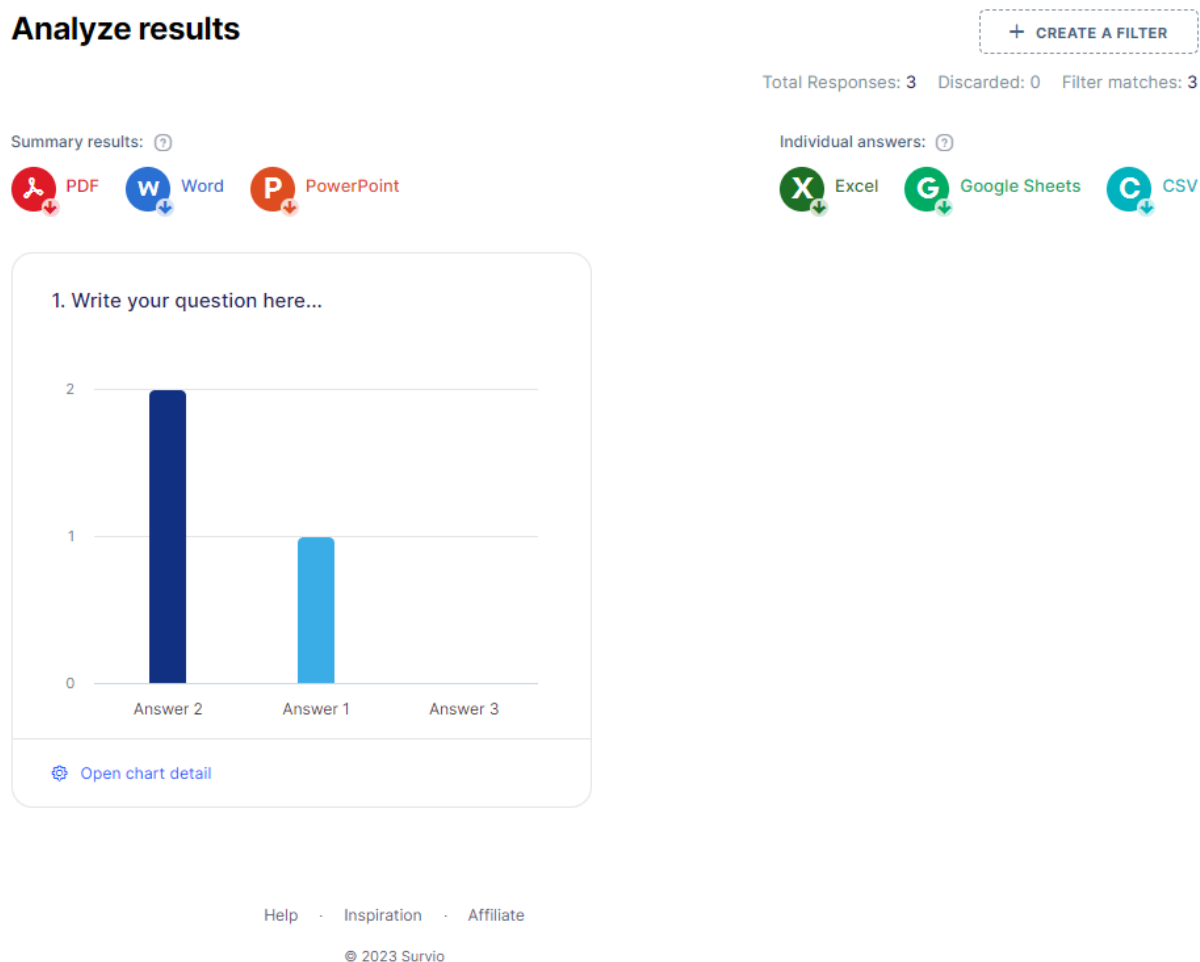 Analyze results
+ CREATE A FILTER
Total Responses: 3 Discarded: 0 Filter matches: 3
Summary results: ?
Individual answers: ?
PDF
W Word
P PowerPoint
X Excel
G Google Sheets
C CSV
1. Write your question here...
2
1
0
Answer 2 Answer 1 Answer 3
Open chart detail
Help · Inspiration · Affiliate
© 2023 Survio